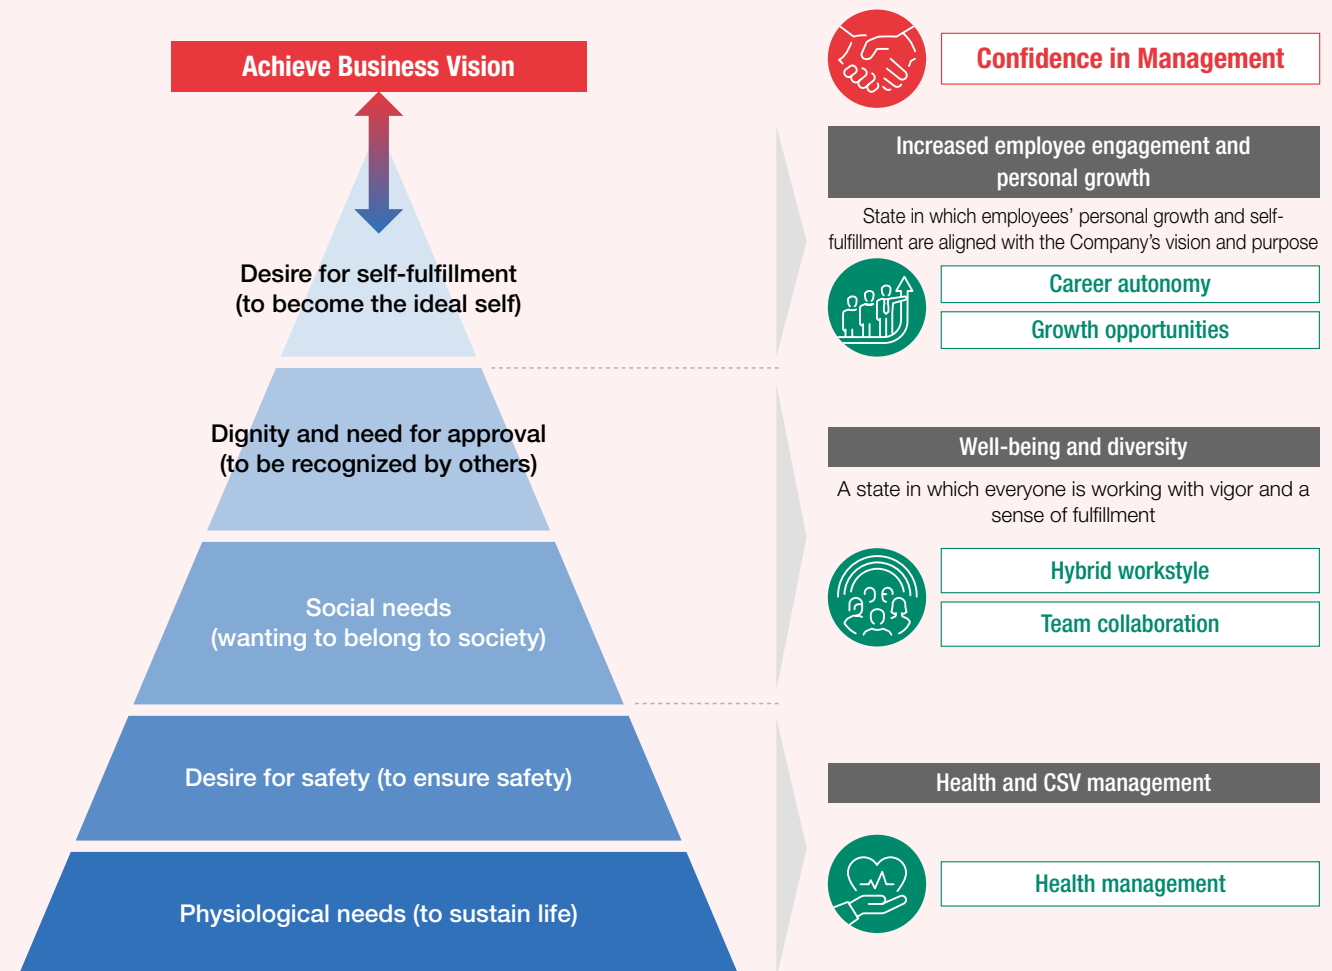 Achieve Business Vision
Desire for self-fulfillment
(to become the ideal self)
Dignity and need for approval
(to be recognized by others)
Social needs
(wanting to belong to society)
Desire for safety (to ensure safety)
Physiological needs (to sustain life)
Confidence in Management
Increased employee engagement and
personal growth
State in which employees’ personal growth and self-
fulfillment are aligned with the Company’s vision and purpose
Career autonomy
Growth opportunities
Well-being and diversity
A state in which everyone is working with vigor and a
sense of fulfillment
Hybrid workstyle
Team collaboration
Health and CSV management
Health management